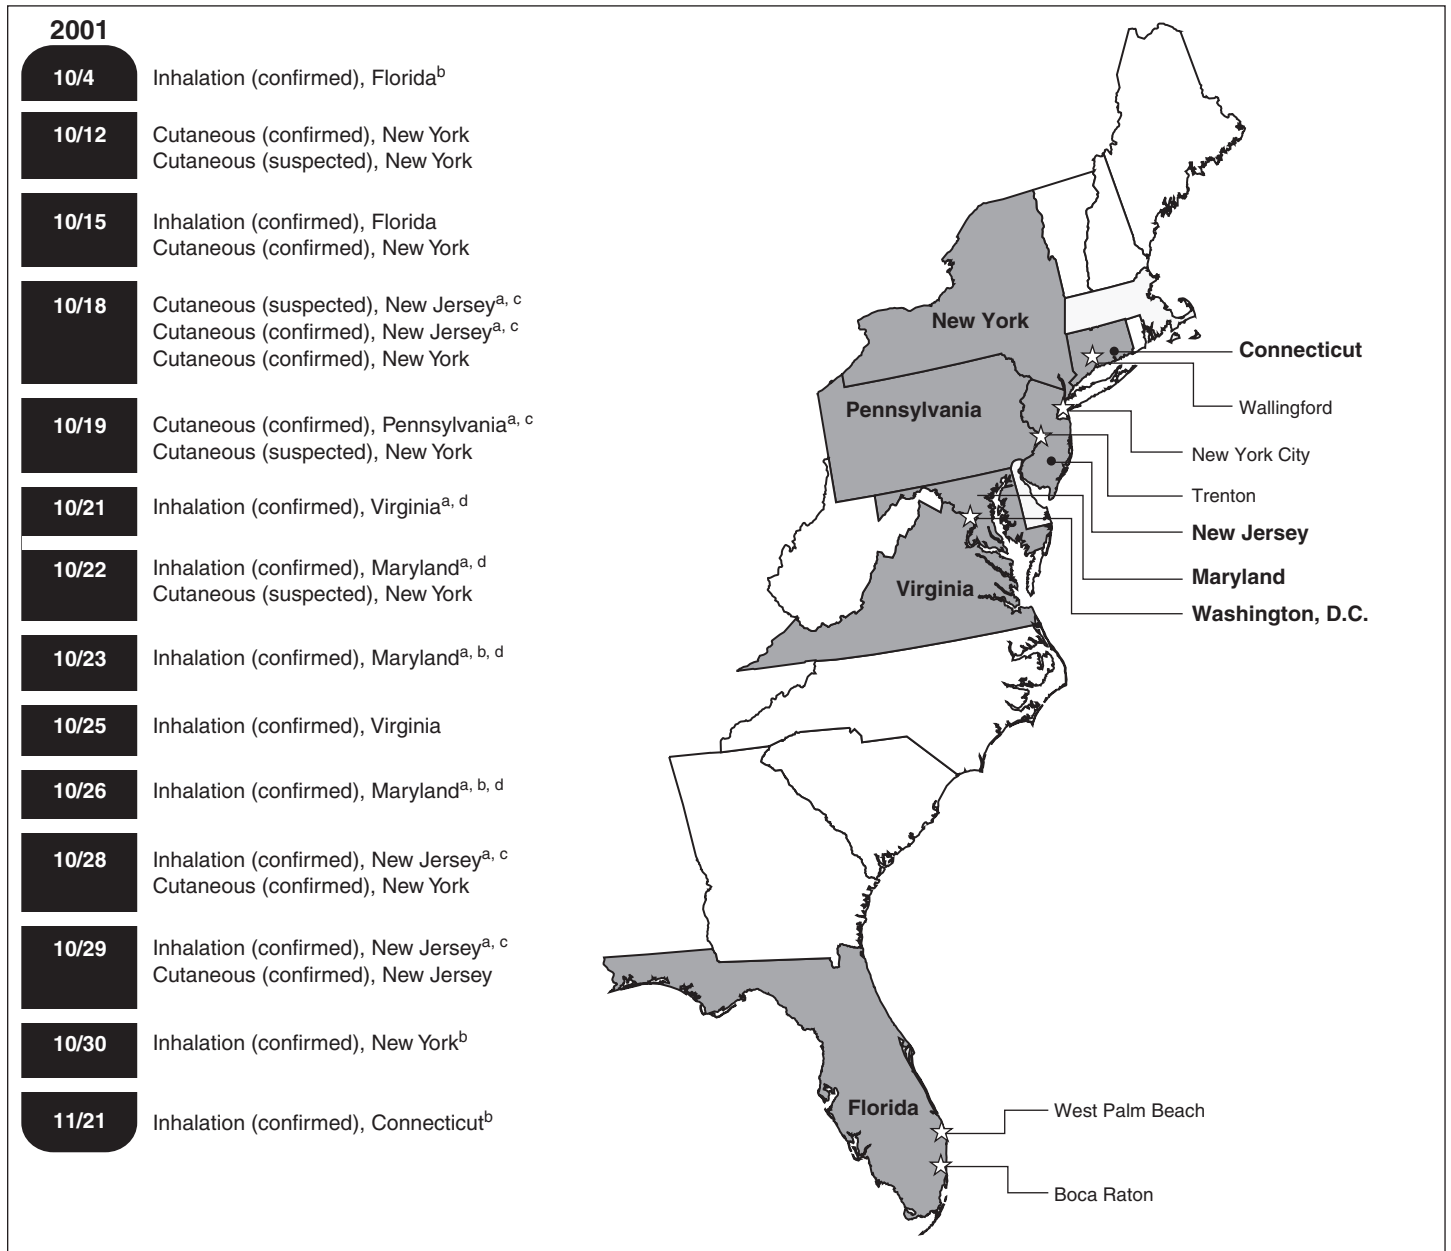 2001
10/4
Inhalation (confirmed), Florida^b
10/12
Cutaneous (confirmed), New York
Cutaneous (suspected), New York
10/15
Inhalation (confirmed), Florida
Cutaneous (confirmed), New York
10/18
Cutaneous (suspected), New Jersey^a, c
Cutaneous (confirmed), New Jersey^a, c
Cutaneous (confirmed), New York
10/19
Cutaneous (confirmed), Pennsylvania^a, c
Cutaneous (suspected), New York
10/21
Inhalation (confirmed), Virginia^a, d
10/22
Inhalation (confirmed), Maryland^a, d
Cutaneous (suspected), New York
10/23
Inhalation (confirmed), Maryland^a, b, d
10/25
Inhalation (confirmed), Virginia
10/26
Inhalation (confirmed), Maryland^a, b, d
10/28
Inhalation (confirmed), New Jersey^a, c
Cutaneous (confirmed), New York
10/29
Inhalation (confirmed), New Jersey^a, c
Cutaneous (confirmed), New Jersey
10/30
Inhalation (confirmed), New York^b
11/21
Inhalation (confirmed), Connecticut^b
New York
Connecticut
Pennsylvania
Wallingford
New York City
Trenton
New Jersey
Maryland
Virginia
Washington, D.C.
Florida
West Palm Beach
Boca Raton